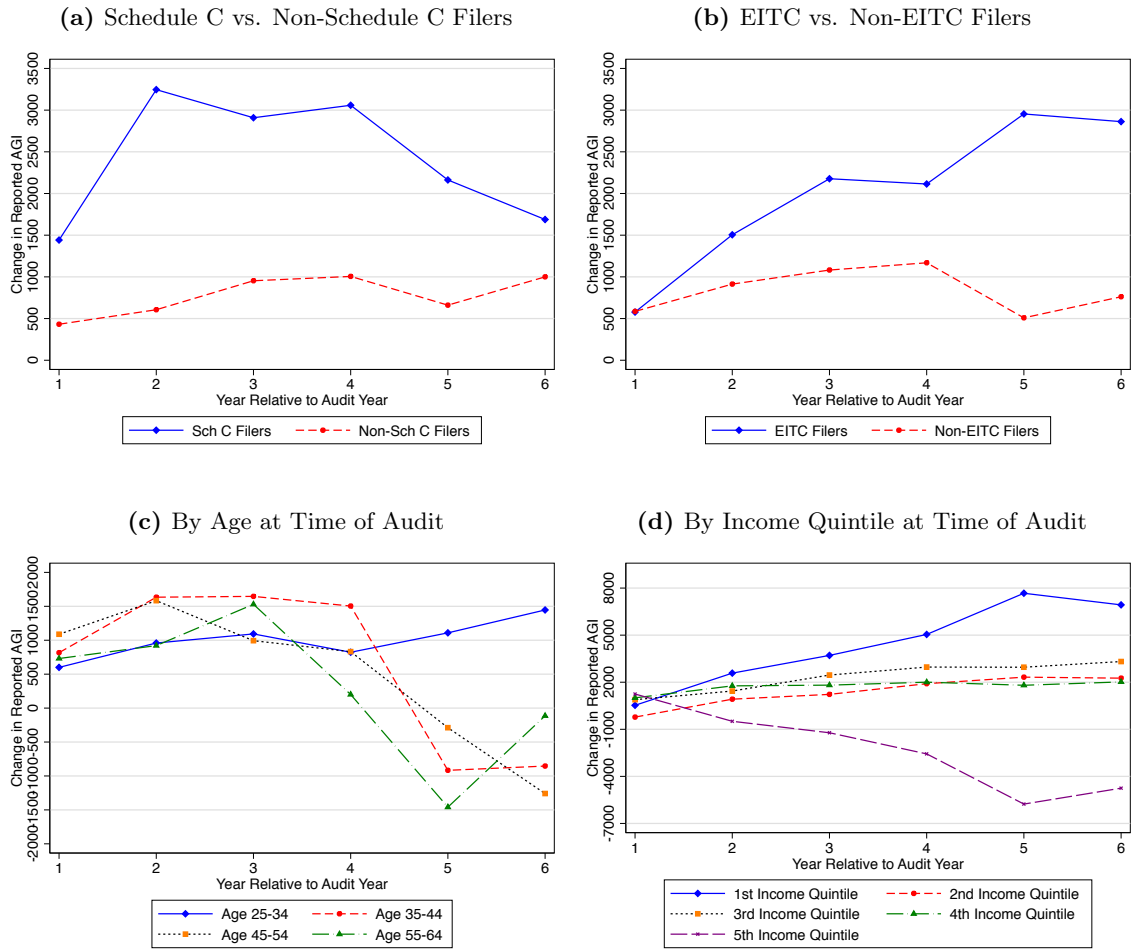 (a) Schedule C vs. Non-Schedule C Filers
Change in Reported AGI
3500
3000
2500
2000
1500
1000
500
0
1 2 3 4 5 6
Year Relative to Audit Year
Sch C Filers Non-Sch C Filers
(b) EITC vs. Non-EITC Filers
Change in Reported AGI
3500
3000
2500
2000
1500
1000
500
0
1 2 3 4 5 6
Year Relative to Audit Year
EITC Filers Non-EITC Filers
(c) By Age at Time of Audit
Change in Reported AGI
2000
1500
1000
500
0
-500
-1000
-1500
-2000
1 2 3 4 5 6
Year Relative to Audit Year
Age 25-34 Age 35-44
Age 45-54 Age 55-64
(d) By Income Quintile at Time of Audit
Change in Reported AGI
8000
5000
2000
-1000
-4000
-7000
1 2 3 4 5 6
Year Relative to Audit Year
1st Income Quintile 2nd Income Quintile
3rd Income Quintile 4th Income Quintile
5th Income Quintile